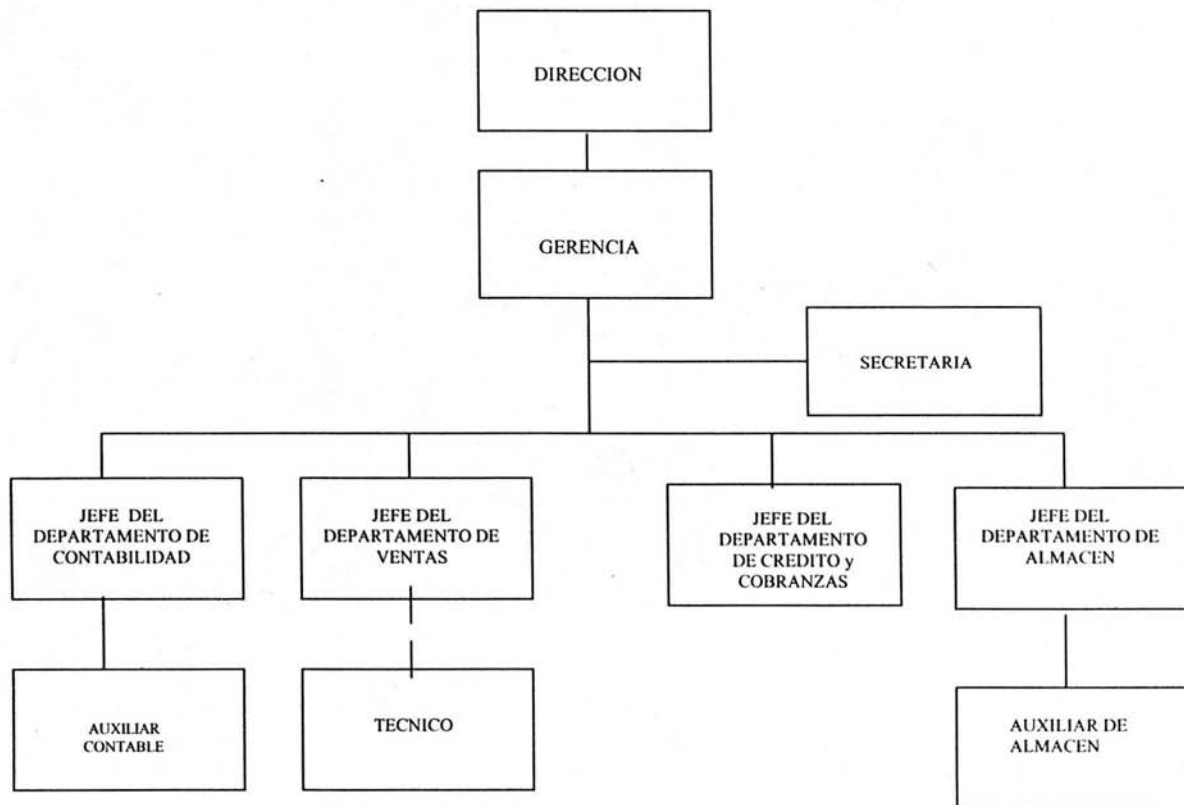 DIRECCION
GERENCIA
SECRETARIA
JEFE DEL
DEPARTAMENTO DE
CONTABILIDAD
JEFE DEL
DEPARTAMENTO DE
VENTAS
JEFE DEL
DEPARTAMENTO
DE CREDITO y
COBRANZAS
JEFE DEL
DEPARTAMENTO DE
ALMACEN
AUXILIAR
CONTABLE
TECNICO
AUXILIAR DE
ALMACEN